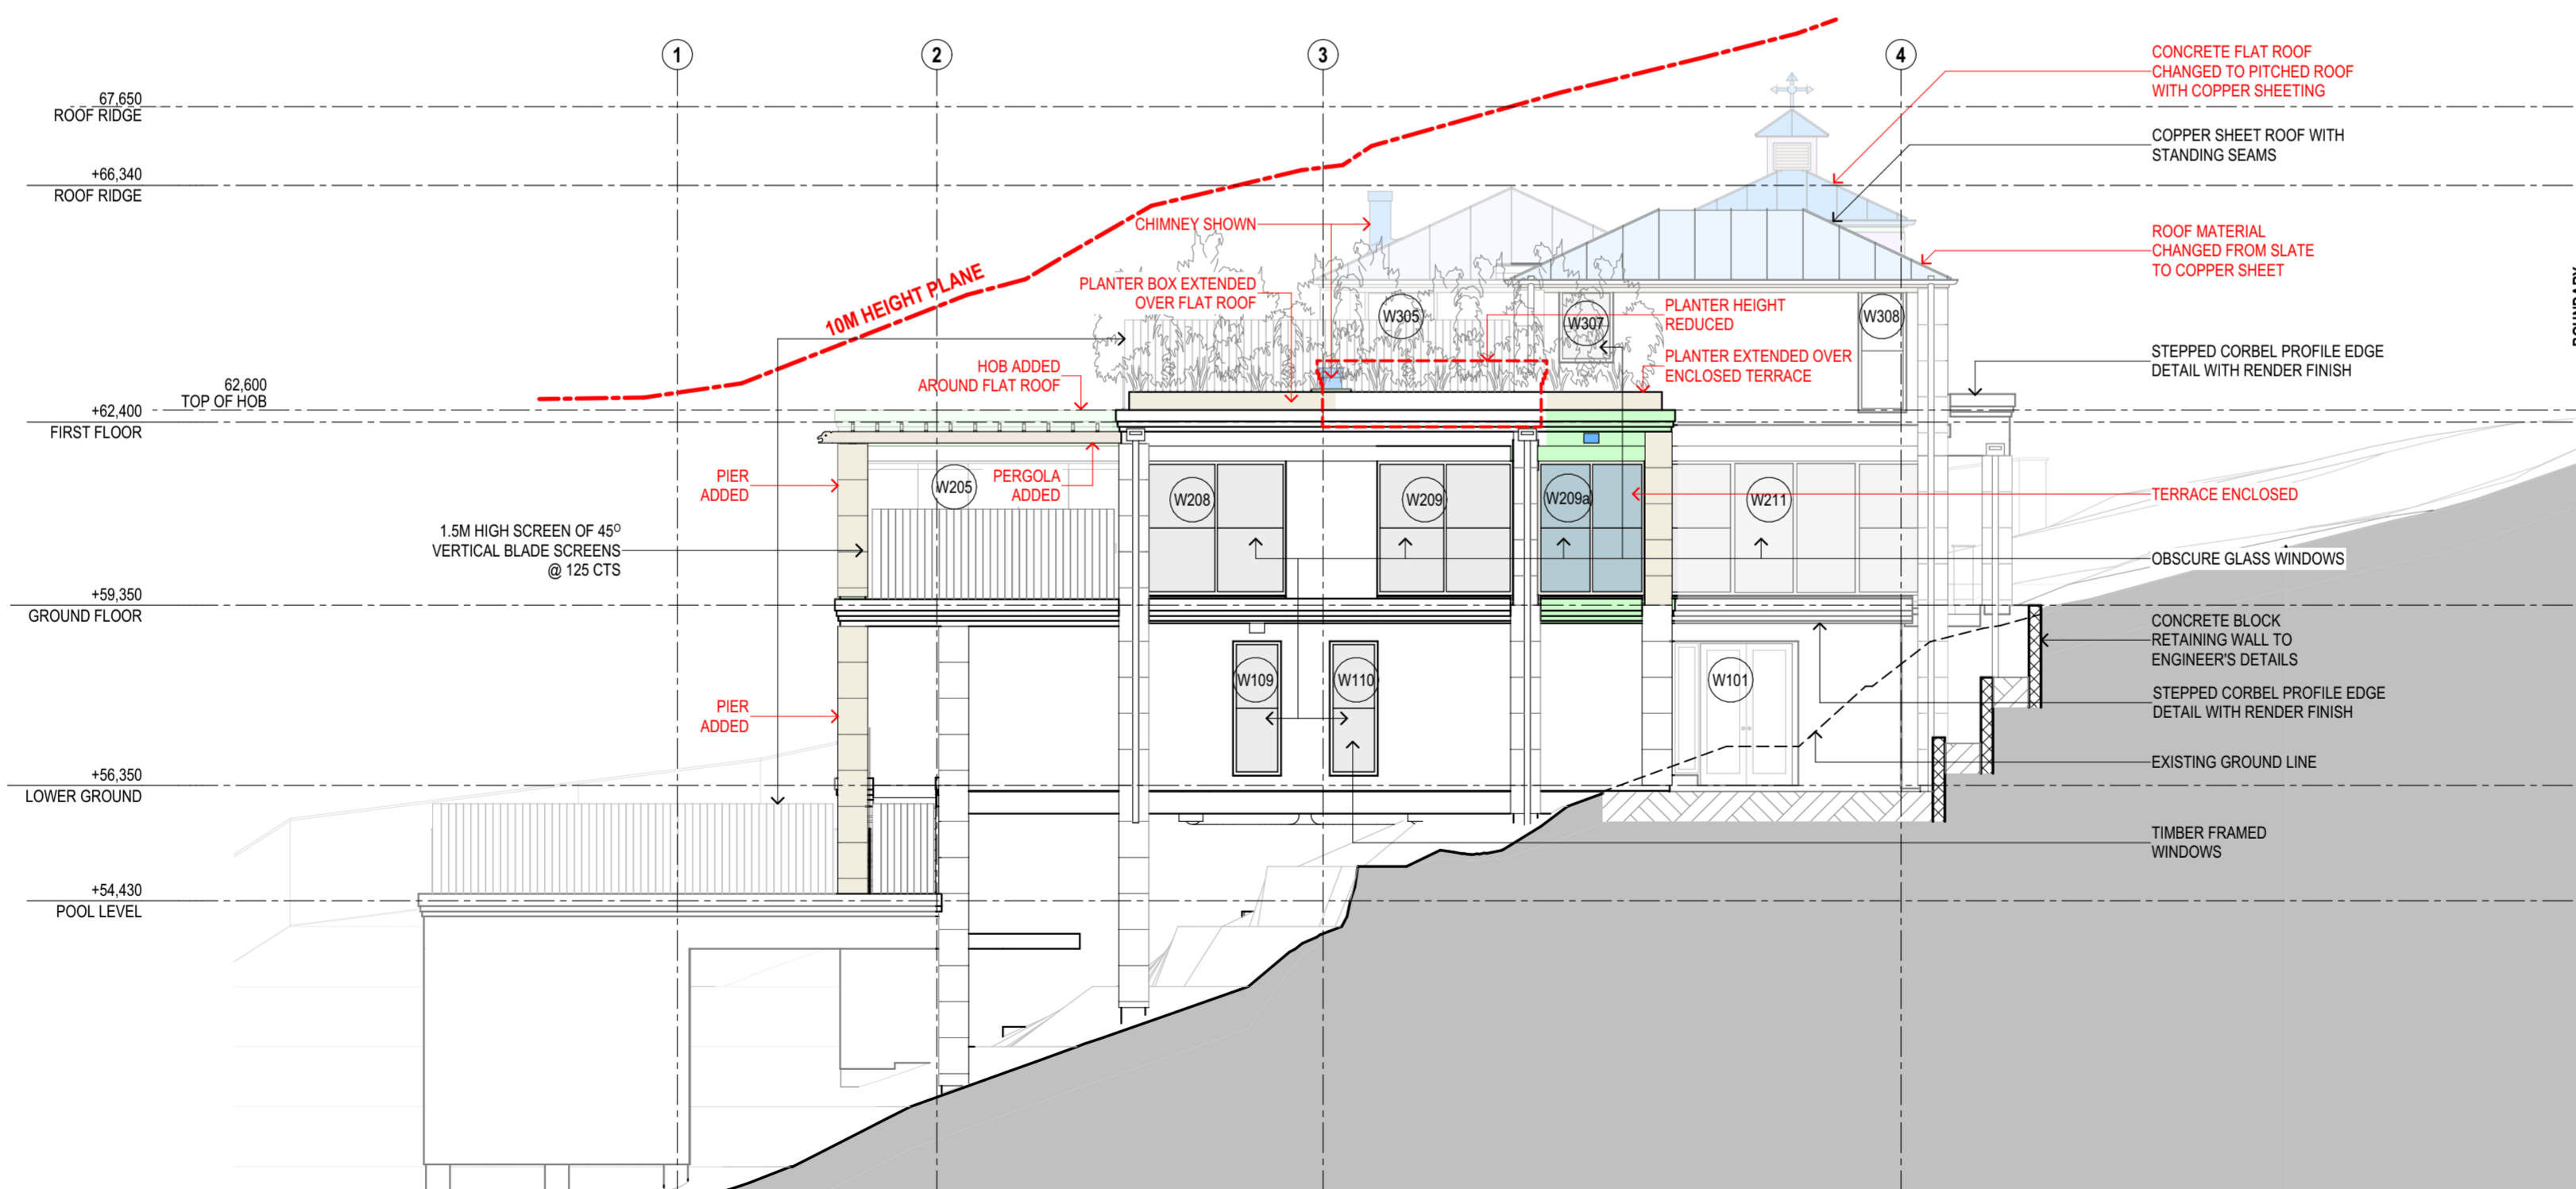 1
2
3
4
67,650
ROOF RIDGE
+66,340
ROOF RIDGE
62,600
TOP OF HOB
+62,400
FIRST FLOOR
+59,350
GROUND FLOOR
+56,350
LOWER GROUND
+54,430
POOL LEVEL
10M HEIGHT PLANE
CHIMNEY SHOWN
PLANTER BOX EXTENDED
OVER FLAT ROOF
HOB ADDED
AROUND FLAT ROOF
PLANTER HEIGHT
REDUCED
PLANTER EXTENDED OVER
ENCLOSED TERRACE
PIER
ADDED
PERGOLA
ADDED
1.5M HIGH SCREEN OF 45O
VERTICAL BLADE SCREENS
@ 125 CTS
PIER
ADDED
W305
W307
W308
W205
W208
W209
W209a
W211
W109
W110
W101
CONCRETE FLAT ROOF
CHANGED TO PITCHED ROOF
WITH COPPER SHEETING
COPPER SHEET ROOF WITH
STANDING SEAMS
ROOF MATERIAL
CHANGED FROM SLATE
TO COPPER SHEET
STEPPED CORBEL PROFILE EDGE
DETAIL WITH RENDER FINISH
TERRACE ENCLOSED
OBSCURE GLASS WINDOWS
CONCRETE BLOCK
RETAINING WALL TO
ENGINEER'S DETAILS
STEPPED CORBEL PROFILE EDGE
DETAIL WITH RENDER FINISH
EXISTING GROUND LINE
TIMBER FRAMED
WINDOWS
BOUNDARY